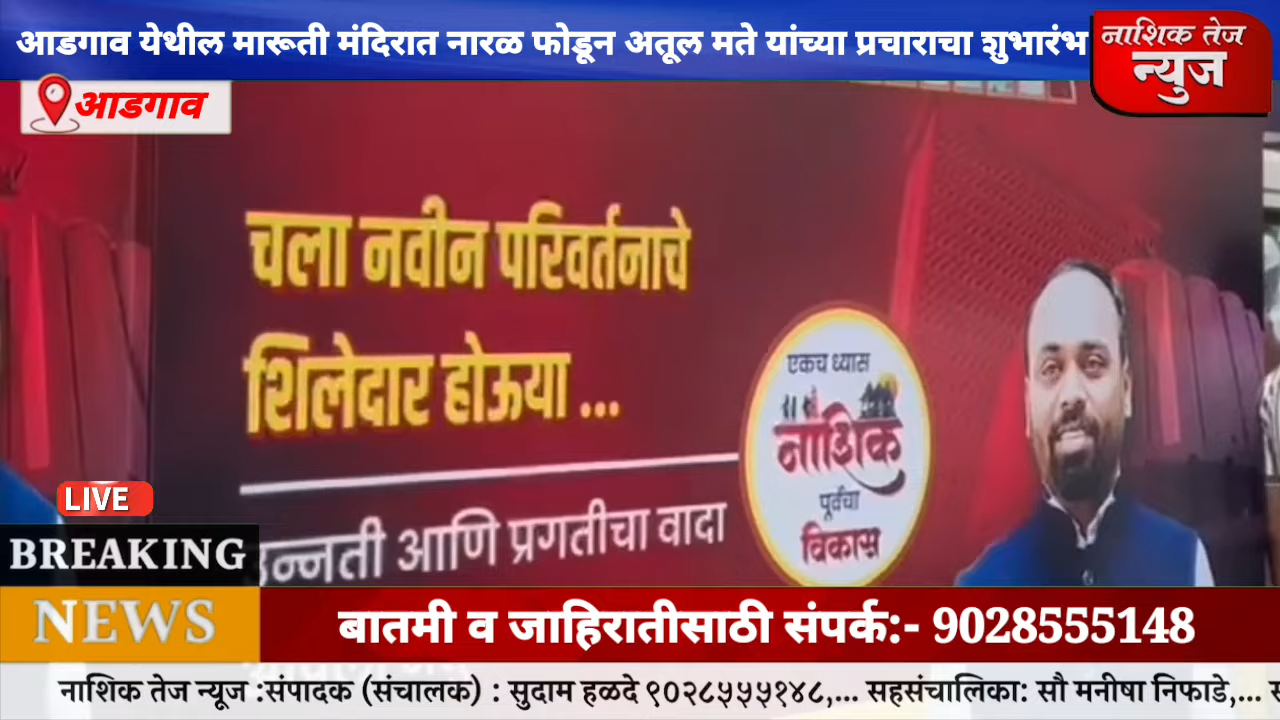 आडगाव येथील मारूती मंदिरात नारळ फोडून अतूल मते यांच्या प्रचाराचा शुभारंभ
नाशिक तेज
न्युज
आडगाव
चला नवीन परिवर्तनाचे
शिलेदार होऊया ...
उन्नती आणि प्रगतीचा वादा
एकच ध्यास
नाशिक
पूर्वचा
विकास
LIVE
BREAKING
NEWS
बातमी व जाहिरातीसाठी संपर्क:- 9028555148
नाशिक तेज न्यूज :संपादक (संचालक) : सुदाम हळदे ९०२८५५५१४८,... सहसंचालिका: सौ मनीषा निफाडे,...